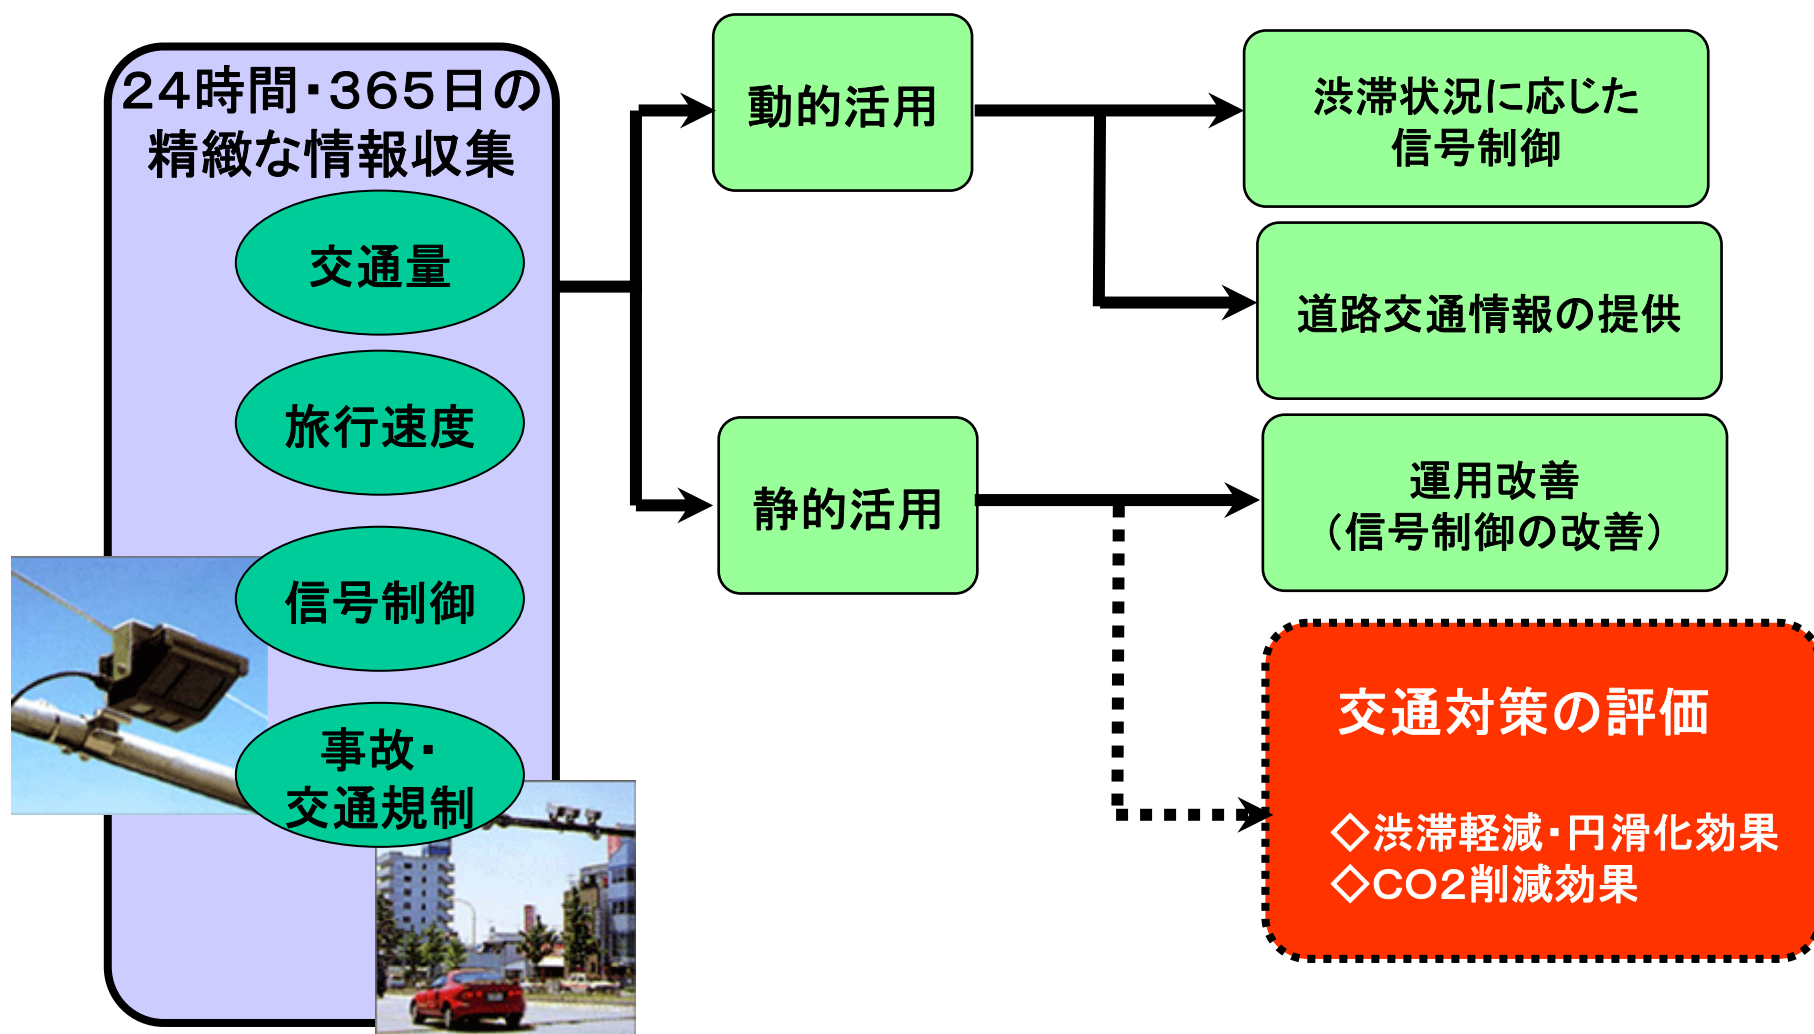 24時間・365日の
精緻な情報収集
交通量
旅行速度
信号制御
事故・
交通規制
動的活用
静的活用
渋滞状況に応じた
信号制御
道路交通情報の提供
運用改善
（信号制御の改善）
交通対策の評価
◇渋滞軽減・円滑化効果
◇CO2削減効果